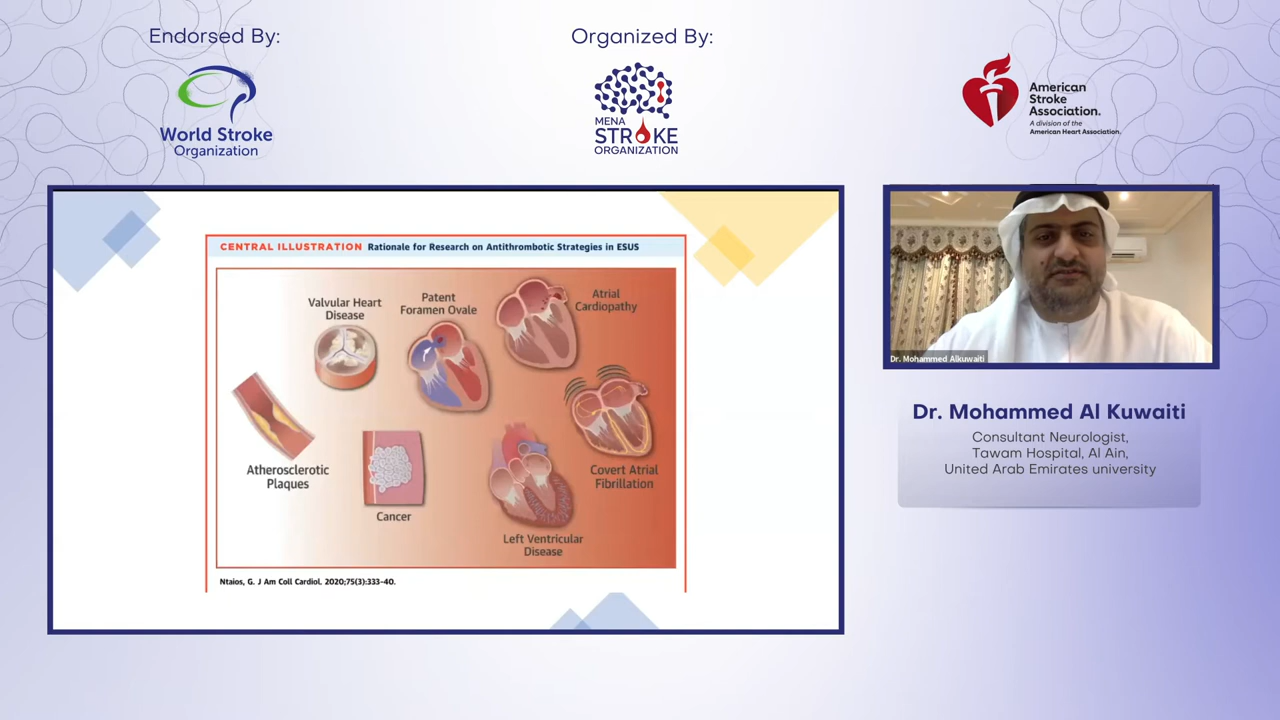 Endorsed By:
World Stroke
Organization
Organized By:
MENA
STROKE
ORGANIZATION
American
Stroke
Association.
A division of the
American Heart Association.
CENTRAL ILLUSTRATION Rationale for Research on Antithrombotic Strategies in ESUS
Valvular Heart
Disease
Patent
Foramen Ovale
Atrial
Cardiopathy
Atherosclerotic
Plaques
Cancer
Left Ventricular
Disease
Covert Atrial
Fibrillation
Ntaios, G. J Am Coll Cardiol. 2020;75(3):333-40.
Dr. Mohammed Alkuwaiti
Dr. Mohammed Al Kuwaiti
Consultant Neurologist,
Tawam Hospital, Al Ain,
United Arab Emirates university